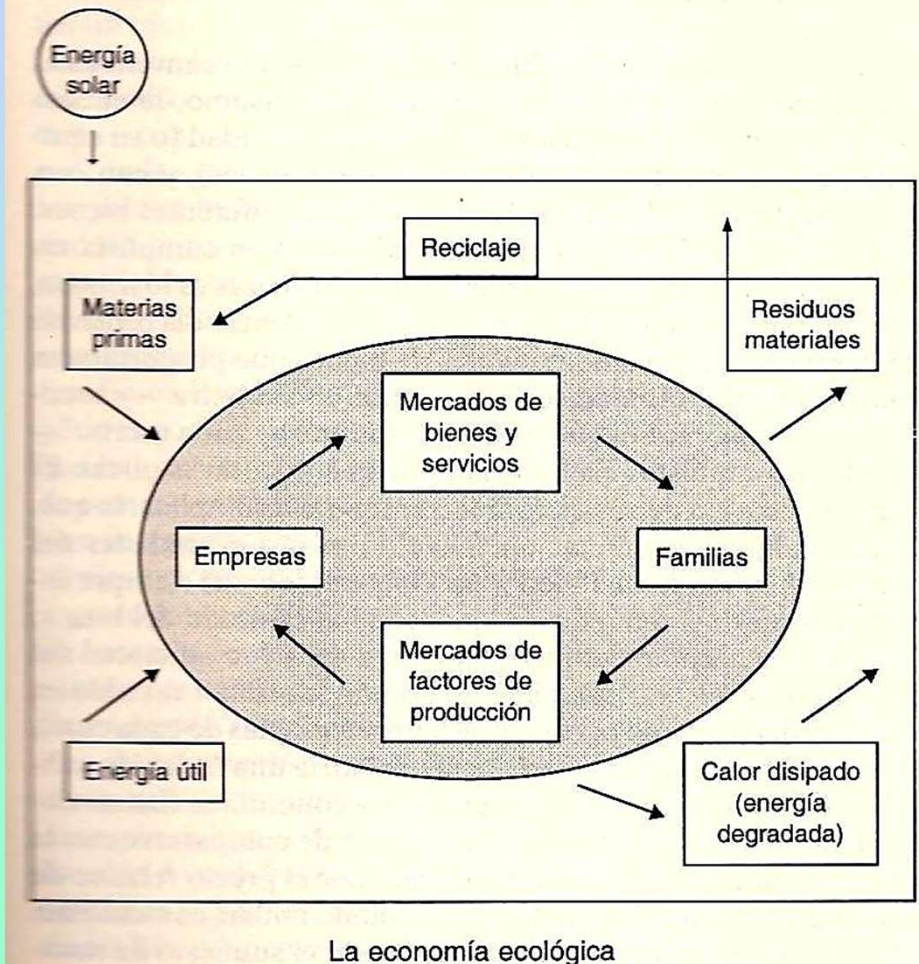 Energía
solar
Reciclaje
Materias
primas
Residuos
materiales
Mercados de
bienes y
servicios
Empresas
Familias
Mercados de
factores de
producción
Energía útil
Calor disipado
(energía
degradada)
La economía ecológica